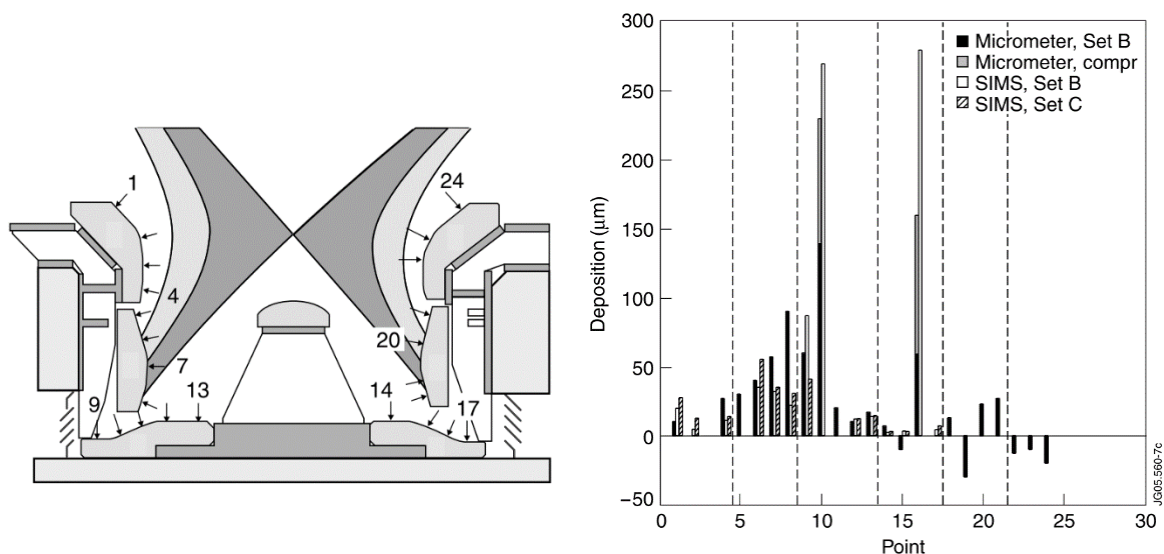 1
24
4
7
20
9
13
14
17
300
250
200
150
100
50
0
−50
Deposition (μm)
Micrometer, Set B
Micrometer, compr
SIMS, Set B
SIMS, Set C
0 5 10 15 20 25 30
Point
JG05.560-7c